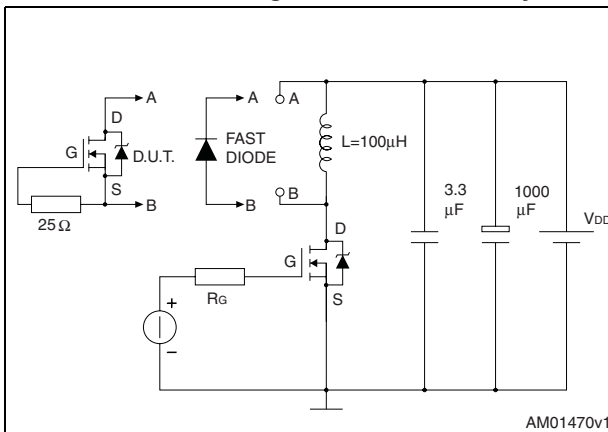 A
D
G
D.U.T.
S
B
25 Ω
A
FAST
DIODE
B
A
L=100μH
B
D
G
S
RG
+
–
3.3
μF
1000
μF
VDD
AM01470v1